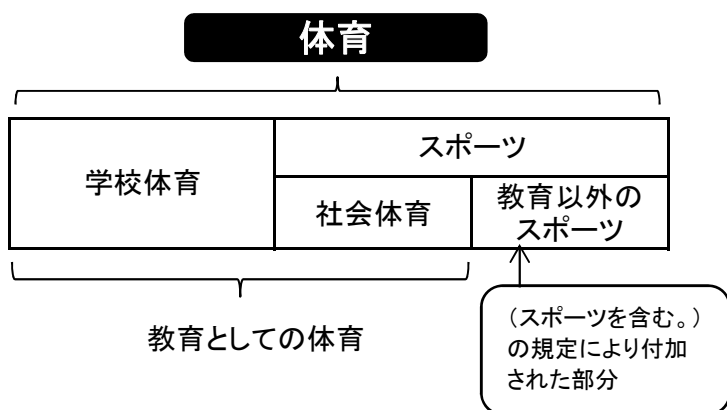 体育
学校体育
スポーツ
社会体育
教育以外の
スポーツ
教育としての体育
（スポーツを含む。）
の規定により付加
された部分